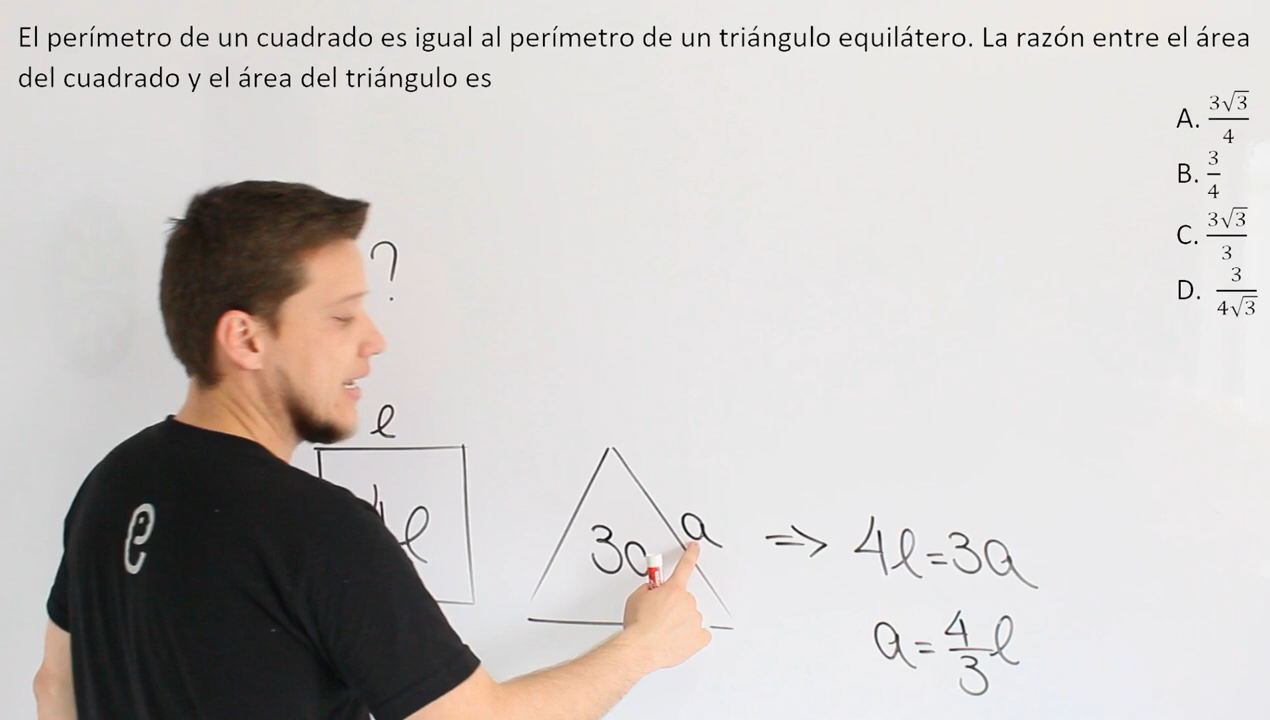 El perímetro de un cuadrado es igual al perímetro de un triángulo equilátero. La razón entre el área
del cuadrado y el área del triángulo es
A. 3√3/4
B. 3/4
C. 3√3/3
D. 3/4√3
?
l
4l
3a
a
⇒ 4l=3a
a=4/3 l
e